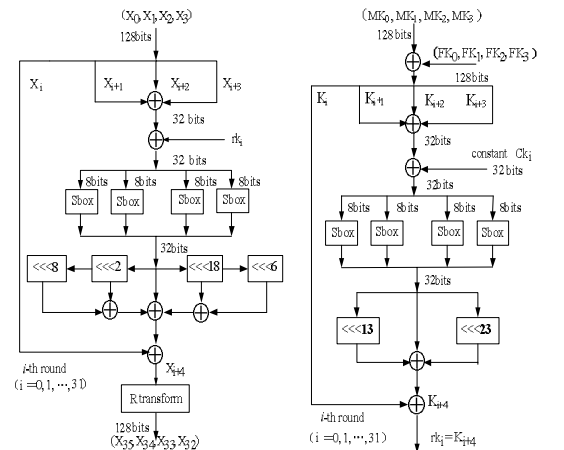 (X0,X1,X2,X3)
128bits
Xi
Xi+1
Xi+2
Xi+3
32 bits
rki
32 bits
8bits
8bits
8bits
8bits
Sbox
Sbox
Sbox
Sbox
32bits
<<<8
<<<2
<<<18
<<<6
Xi+4
i-th round
(i =0,1, ⋯,31)
R transform
128bits
(X35,X34,X33,X32)
(MK0, MK1, MK2, MK3)
128 bits
(FK0, FK1, FK2, FK3)
128bits
Ki
Ki+1
Ki+2
Ki+3
32bits
constant Cki
32 bits
32bits
8bits
8bits
8bits
8bits
Sbox
Sbox
Sbox
Sbox
32bits
<<<13
<<<23
Ki+4
i-th round
(i =0,1, ⋯,31)
rki=Ki+4